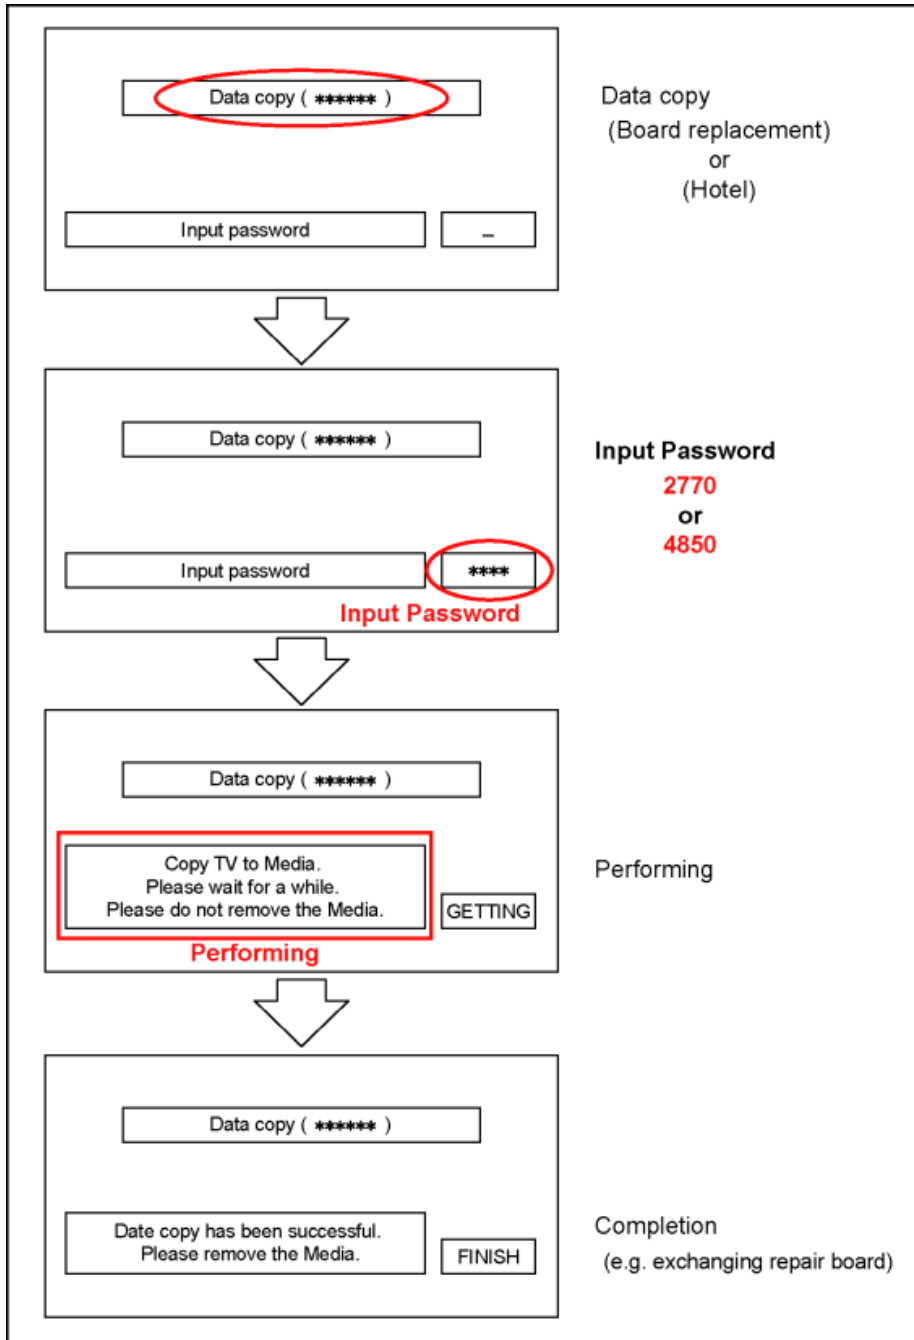 Data copy ( ****** )
Data copy
(Board replacement)
or
(Hotel)
Input password
_
Data copy ( ****** )
Input Password
2770
or
4850
Input password
****
Input Password
Data copy ( ****** )
Copy TV to Media.
Please wait for a while.
Please do not remove the Media.
GETTING
Performing
Performing
Data copy ( ****** )
Date copy has been successful.
Please remove the Media.
FINISH
Completion
(e.g. exchanging repair board)